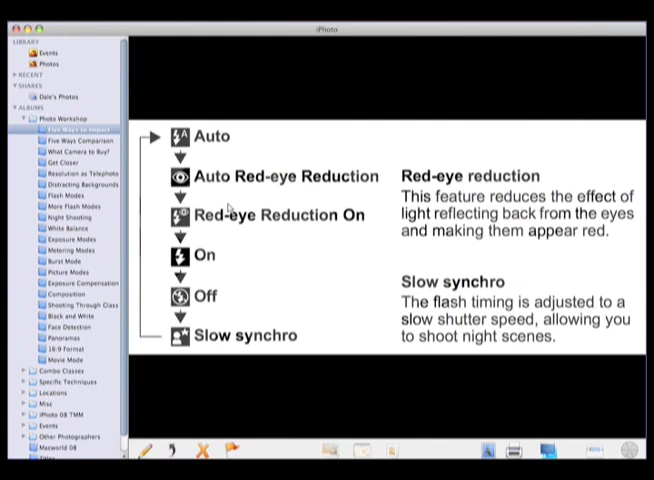 iPhoto
LIBRARY
Events
Photos
RECENT
SHARES
Dale's Photos
ALBUMS
Photo Workshop
Five Ways to Import
Five Ways Comparison
What Camera to Buy?
Get Closer
Resolution as Telephoto
Distracting Backgrounds
Flash Modes
More Flash Modes
Night Shooting
White Balance
Exposure Modes
Metering Modes
Burst Mode
Picture Modes
Exposure Compensation
Composition
Shooting Through Glass
Black and White
Face Detection
Panoramas
16:9 Format
Movie Mode
Combo Classes
Specific Techniques
Locations
Misc
iPhoto 08 TMM
Events
Other Photographers
Macworld 08
Auto
Auto Red-eye Reduction
Red-eye Reduction On
On
Off
Slow synchro
Red-eye reduction
This feature reduces the effect of
light reflecting back from the eyes
and making them appear red.
Slow synchro
The flash timing is adjusted to a
slow shutter speed, allowing you
to shoot night scenes.